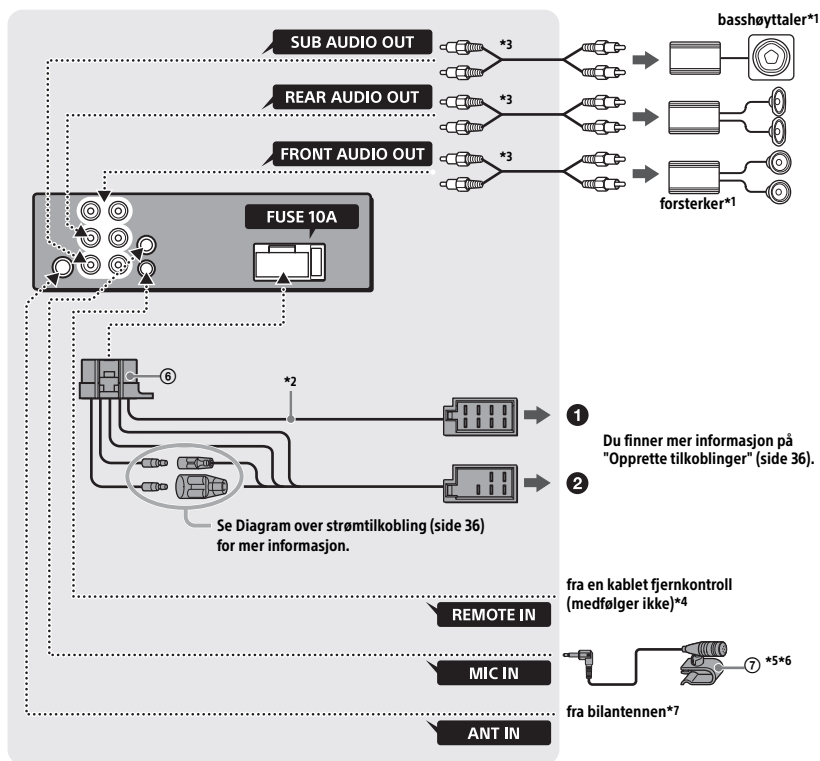 basshøyttaler*1
SUB AUDIO OUT
*3
REAR AUDIO OUT
*3
FRONT AUDIO OUT
*3
forsterker*1
FUSE 10A
⑥
*2
❶
Du finner mer informasjon på
"Opprette tilkoblinger" (side 36).
❷
Se Diagram over strømtilkobling (side 36)
for mer informasjon.
fra en kablet fjernkontroll
(medfølger ikke)*4
REMOTE IN
⑦ *5*6
MIC IN
fra bilantennen*7
ANT IN